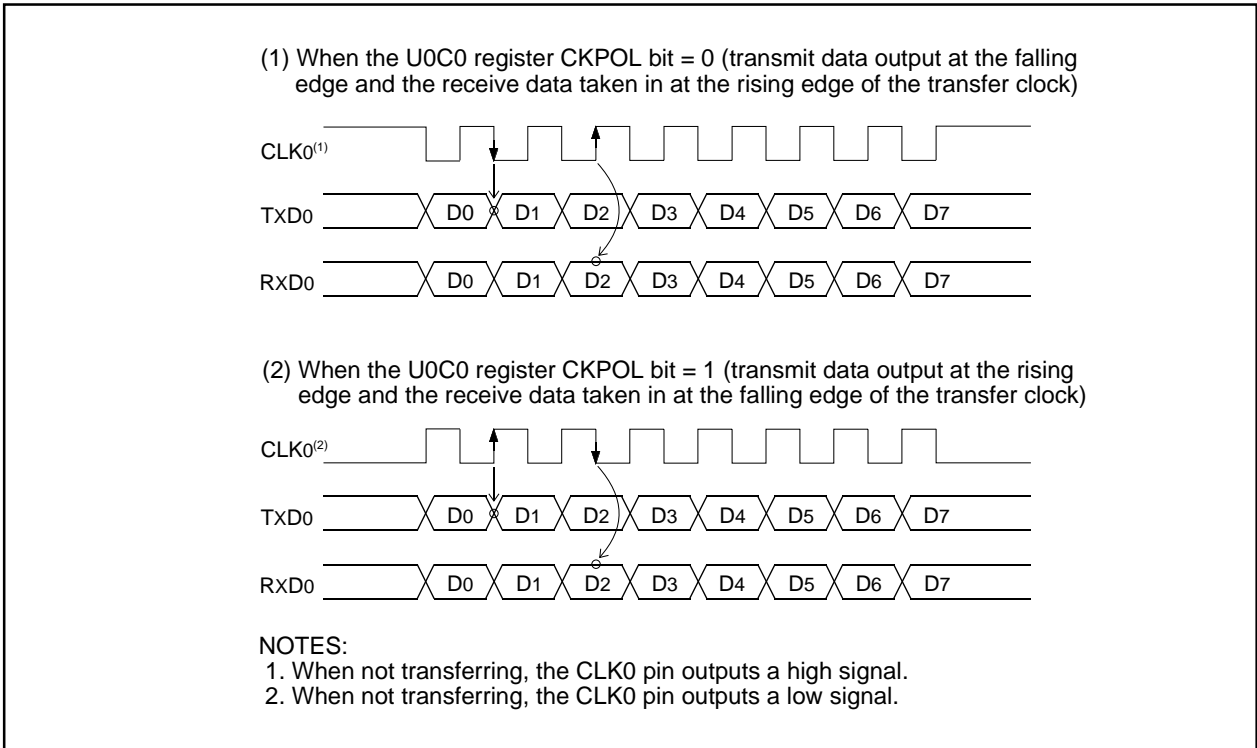 (1) When the U0C0 register CKPOL bit = 0 (transmit data output at the falling
edge and the receive data taken in at the rising edge of the transfer clock)
CLK0(1)
TXD0 D0 D1 D2 D3 D4 D5 D6 D7
RXD0 D0 D1 D2 D3 D4 D5 D6 D7
(2) When the U0C0 register CKPOL bit = 1 (transmit data output at the rising
edge and the receive data taken in at the falling edge of the transfer clock)
CLK0(2)
TXD0 D0 D1 D2 D3 D4 D5 D6 D7
RXD0 D0 D1 D2 D3 D4 D5 D6 D7
NOTES:
1. When not transferring, the CLK0 pin outputs a high signal.
2. When not transferring, the CLK0 pin outputs a low signal.